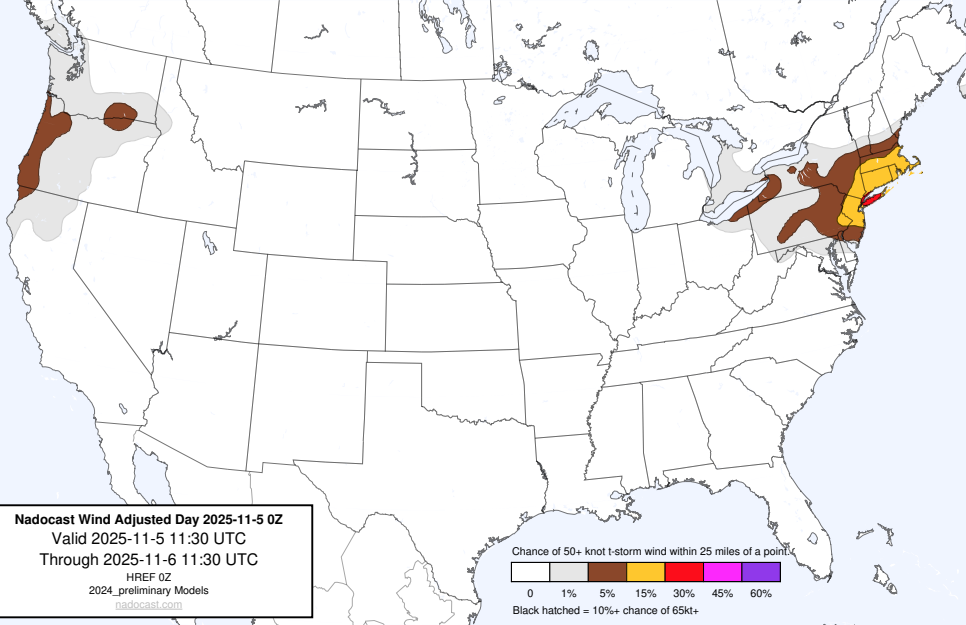 Nadocast Wind Adjusted Day 2025-11-5 0Z
Valid 2025-11-5 11:30 UTC
Through 2025-11-6 11:30 UTC
HREF 0Z
2024_preliminary Models
nadocast.com
Chance of 50+ knot t-storm wind within 25 miles of a point.
0 1% 5% 15% 30% 45% 60%
Black hatched = 10%+ chance of 65kt+